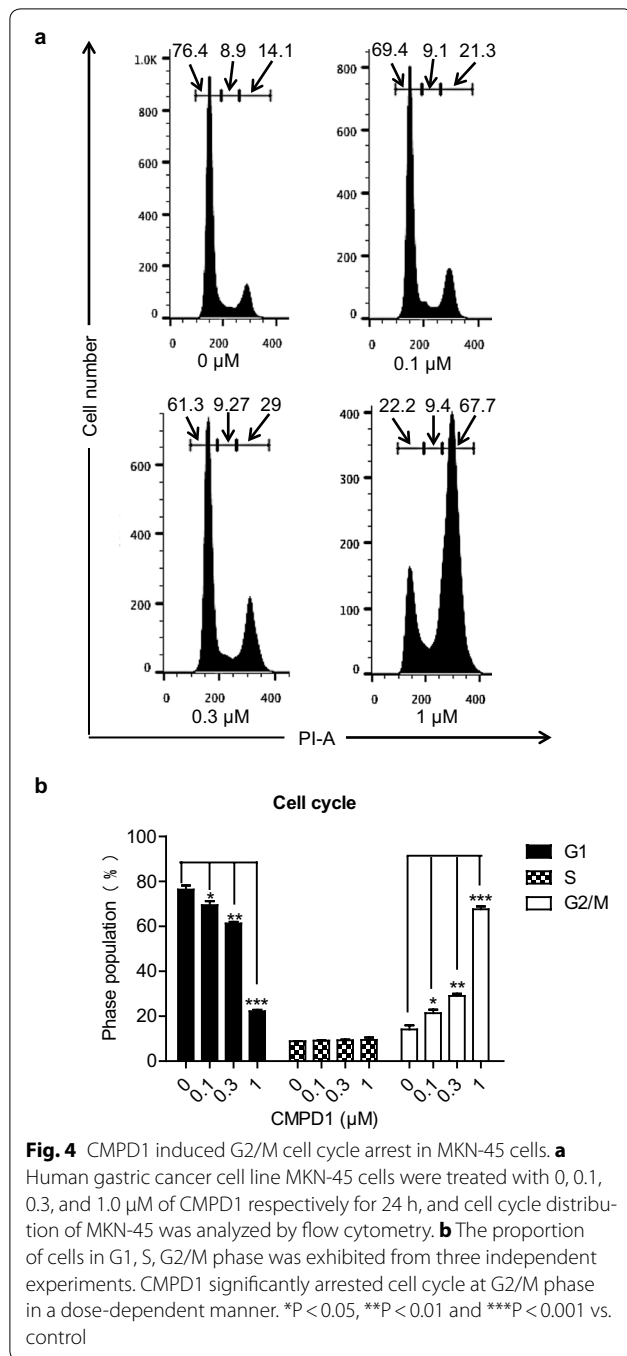 a
76.4 8.9 14.1
1.0K
800
600
400
200
0
0 200 400
0 µM
69.4 9.1 21.3
800
600
400
200
0
0 200 400
0.1 µM
Cell number
61.3 9.27 29
600
400
200
0
0 200 400
0.3 µM
22.2 9.4 67.7
400
300
200
100
0
0 200 400
1 µM
PI-A
b
Cell cycle
Phase population ( % )
100
80
60
40
20
0
* ** ***
* ** ***
0 0.1 0.3 1 0 0.1 0.3 1 0 0.1 0.3 1
CMPD1 (µM)
G1
S
G2/M
Fig. 4 CMPD1 induced G2/M cell cycle arrest in MKN-45 cells. a
Human gastric cancer cell line MKN-45 cells were treated with 0, 0.1,
0.3, and 1.0 µM of CMPD1 respectively for 24 h, and cell cycle distribu-
tion of MKN-45 was analyzed by flow cytometry. b The proportion
of cells in G1, S, G2/M phase was exhibited from three independent
experiments. CMPD1 significantly arrested cell cycle at G2/M phase
in a dose-dependent manner. *P < 0.05, **P < 0.01 and ***P < 0.001 vs.
control